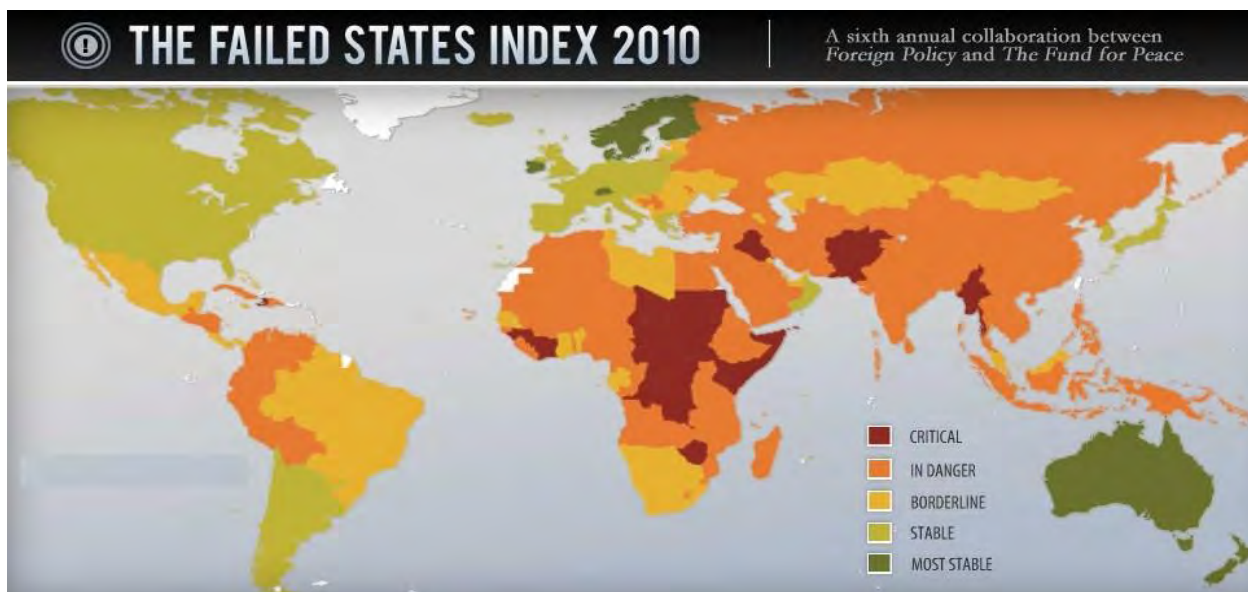 THE FAILED STATES INDEX 2010
A sixth annual collaboration between
Foreign Policy and The Fund for Peace
CRITICAL
IN DANGER
BORDERLINE
STABLE
MOST STABLE